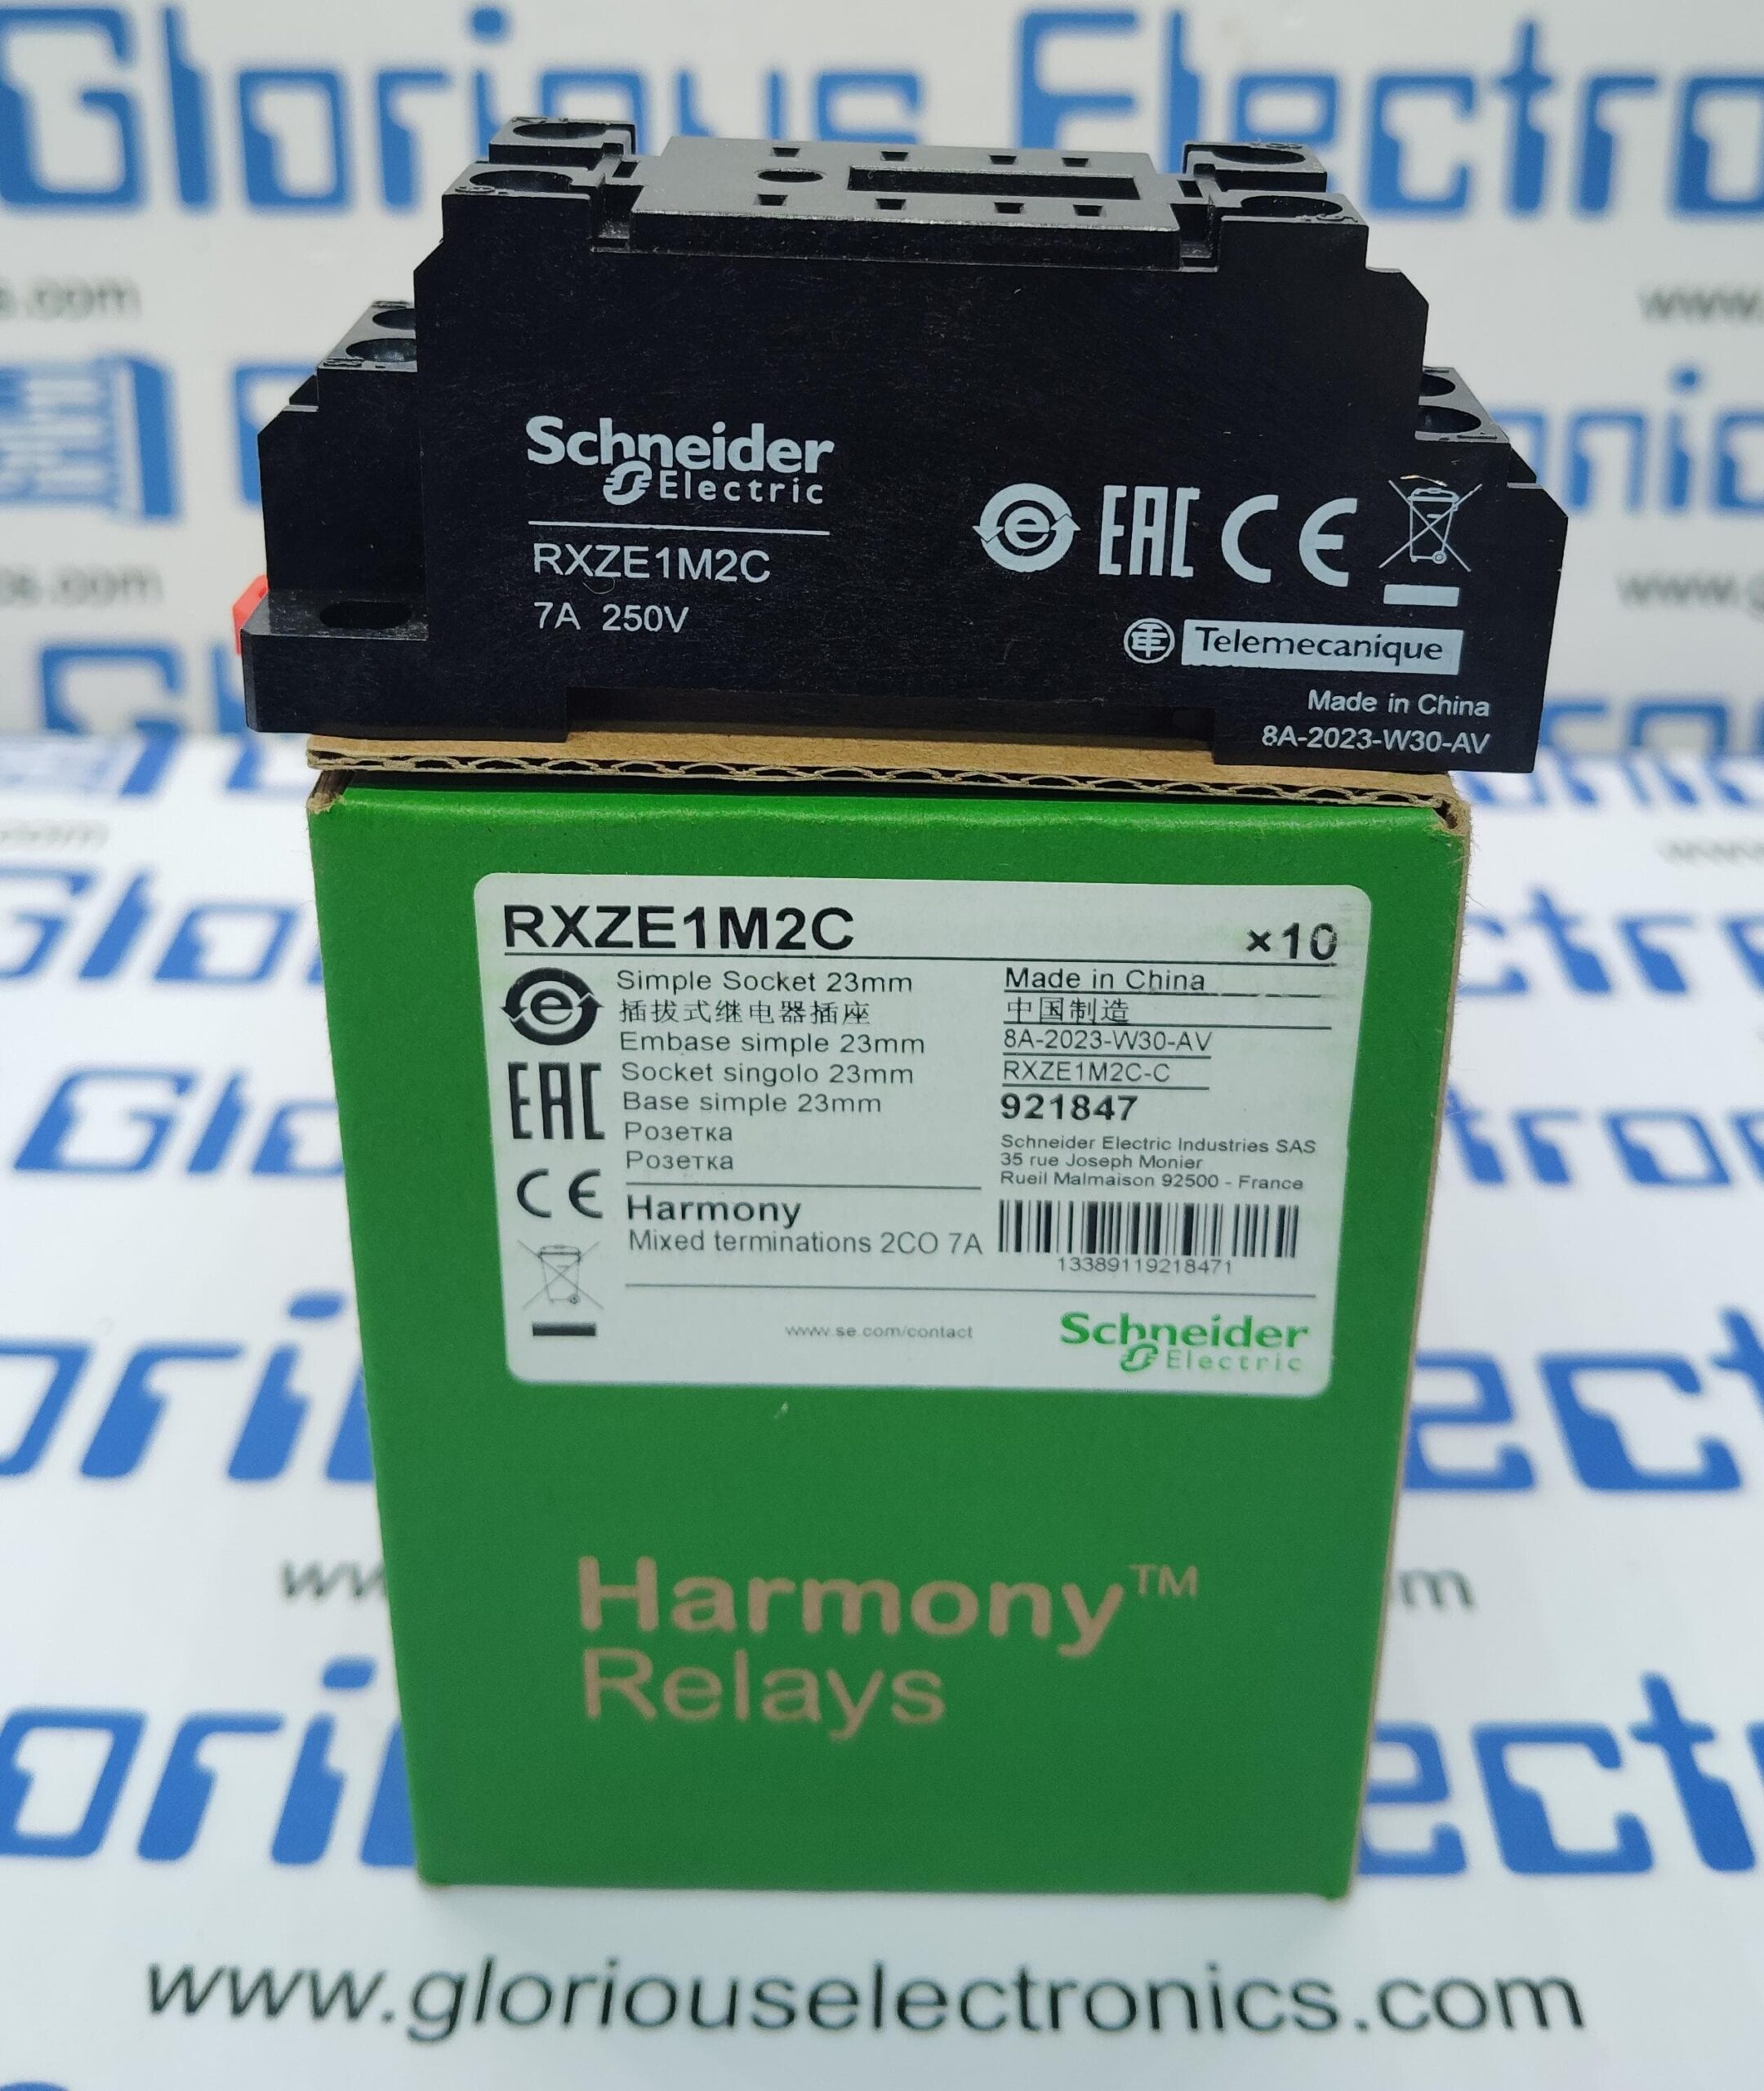 Glorious Electro
s.com
www.
Schneider
Electric
RXZE1M2C
7A 250V
EAC CE
Telemecanique
Made in China
8A-2023-W30-AV
RXZE1M2C
×10
Simple Socket 23mm
插拔式继电器插座
Embase simple 23mm
Socket singolo 23mm
Base simple 23mm
Розетка
Розетка
EAC
CE
Harmony
Mixed terminations 2CO 7A
Made in China
中国制造
8A-2023-W30-AV
RXZE1M2C-C
921847
Schneider Electric Industries SAS
35 rue Joseph Monier
Rueil Malmaison 92500 - France
13389119218471
www.se.com/contact
Schneider
Electric
Harmony™
Relays
www.gloriouselectronics.com